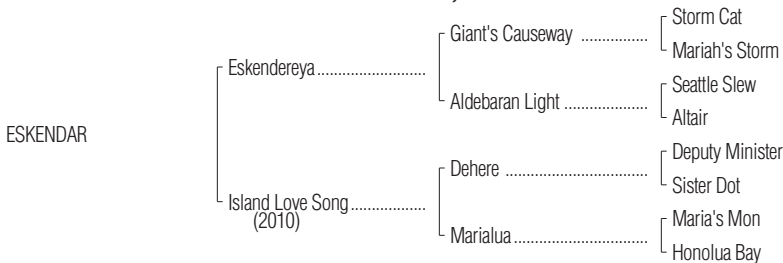 Storm Cat
Giant's Causeway ................
Mariah's Storm
Eskendereya ..........................
Seattle Slew
Aldebaran Light ....................
Altair
ESKENDAR
Deputy Minister
Dehere ..................................
Sister Dot
Island Love Song ..................
(2010)
Maria's Mon
Marialua ................................
Honolua Bay